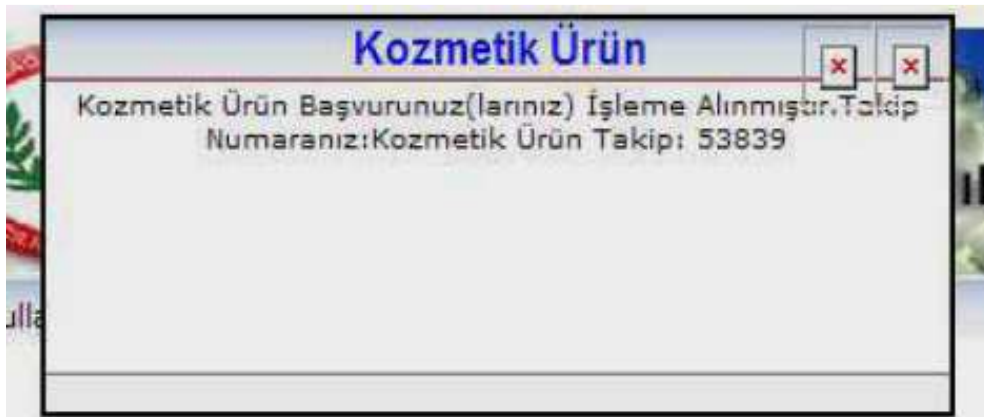 Kozmetik Ürün
Kozmetik Ürün Başvurunuz(larınız) İşleme Alınmıştır.Takip
Numaranız:Kozmetik Ürün Takip: 53839